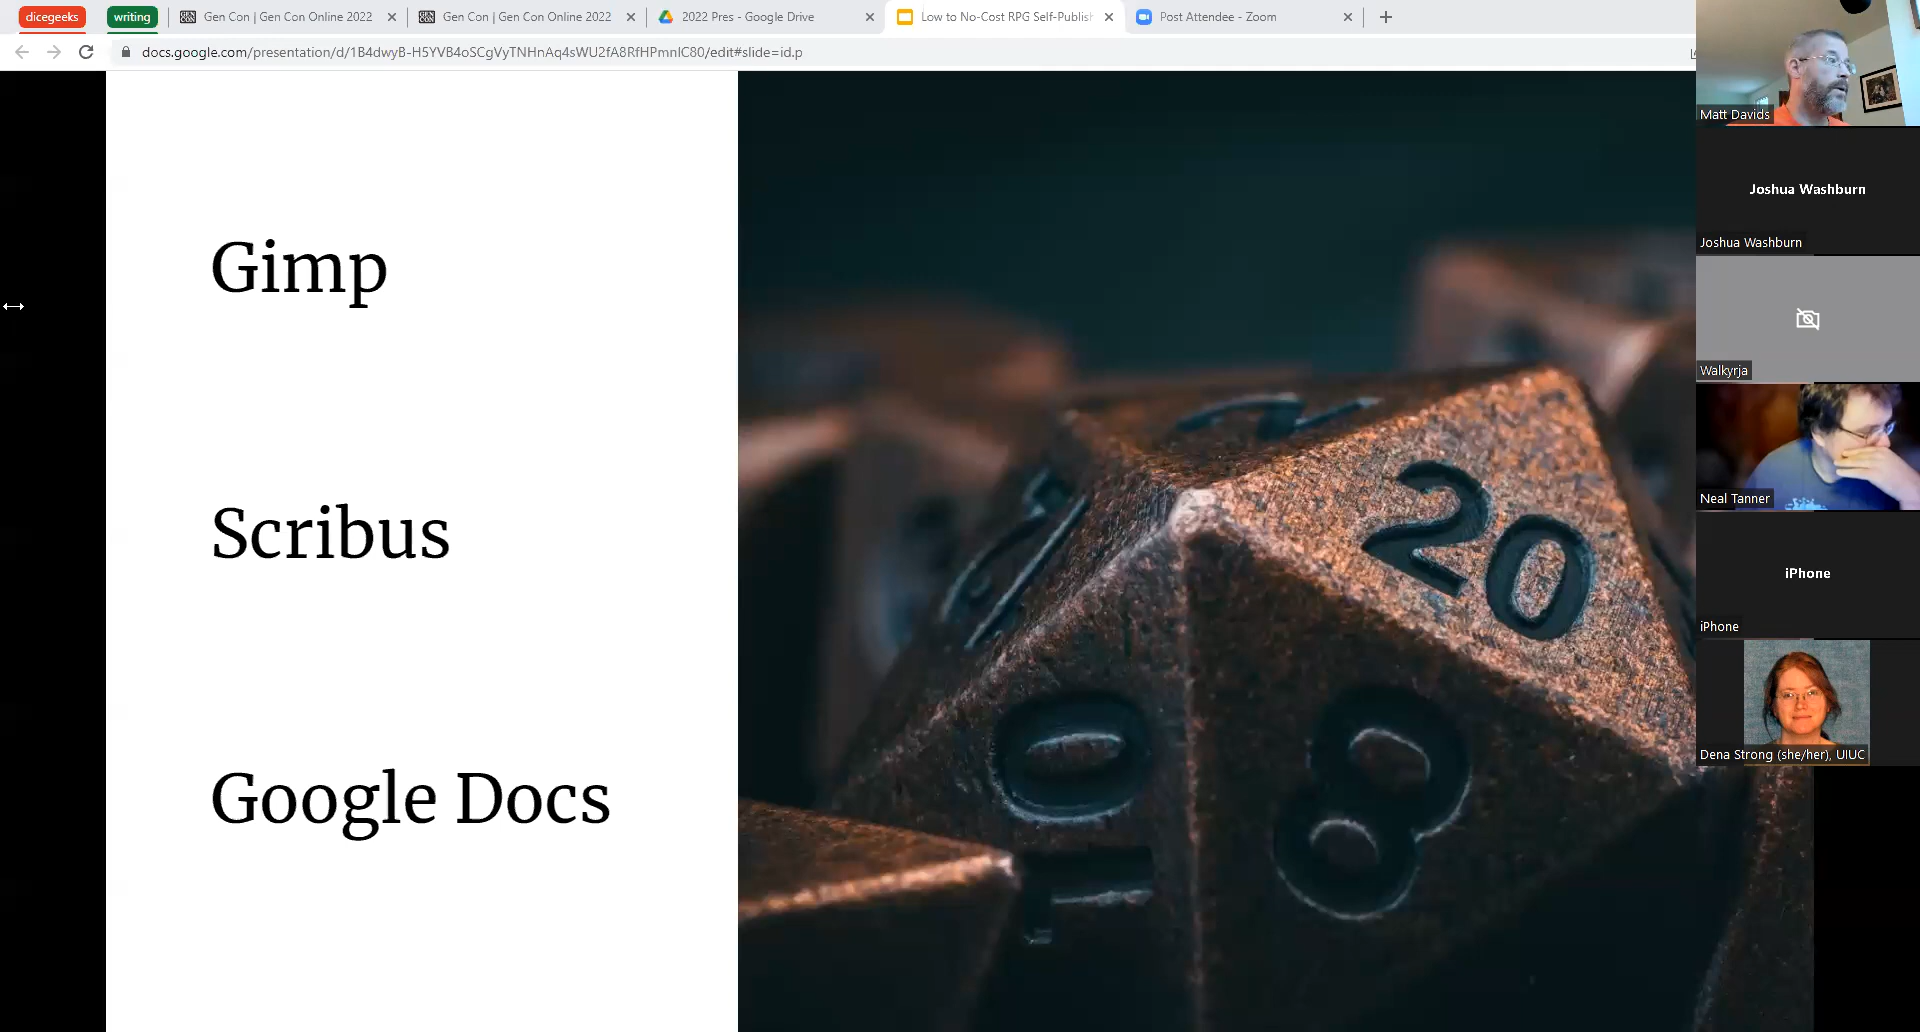 dicegeeks
writing
Gen Con | Gen Con Online 2022
Gen Con | Gen Con Online 2022
2022 Pres - Google Drive
Low to No-Cost RPG Self-Publish
Post Attendee - Zoom
docs.google.com/presentation/d/1B4dwyB-H5YVB4oSCgVyTNHnAq4sWU2fA8RfHPmnlC80/edit#slide=id.p
Gimp
Scribus
Google Docs
20
8
10
Matt Davids
Joshua Washburn
Joshua Washburn
Walkyrja
Neal Tanner
iPhone
iPhone
Dena Strong (she/her), UIUC